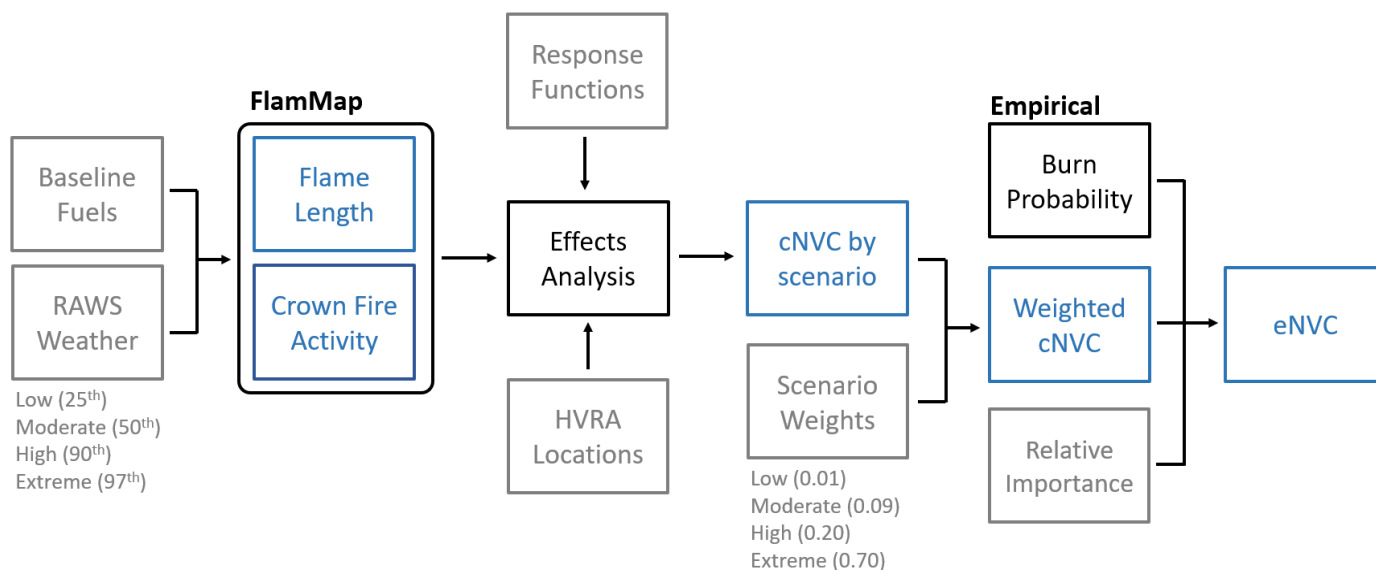 FlamMap
Baseline
Fuels
RAWS
Weather
Low (25th)
Moderate (50th)
High (90th)
Extreme (97th)
Flame
Length
Crown Fire
Activity
Response
Functions
Effects
Analysis
HVRA
Locations
cNVC by
scenario
Scenario
Weights
Low (0.01)
Moderate (0.09)
High (0.20)
Extreme (0.70)
Empirical
Burn
Probability
Weighted
cNVC
Relative
Importance
eNVC